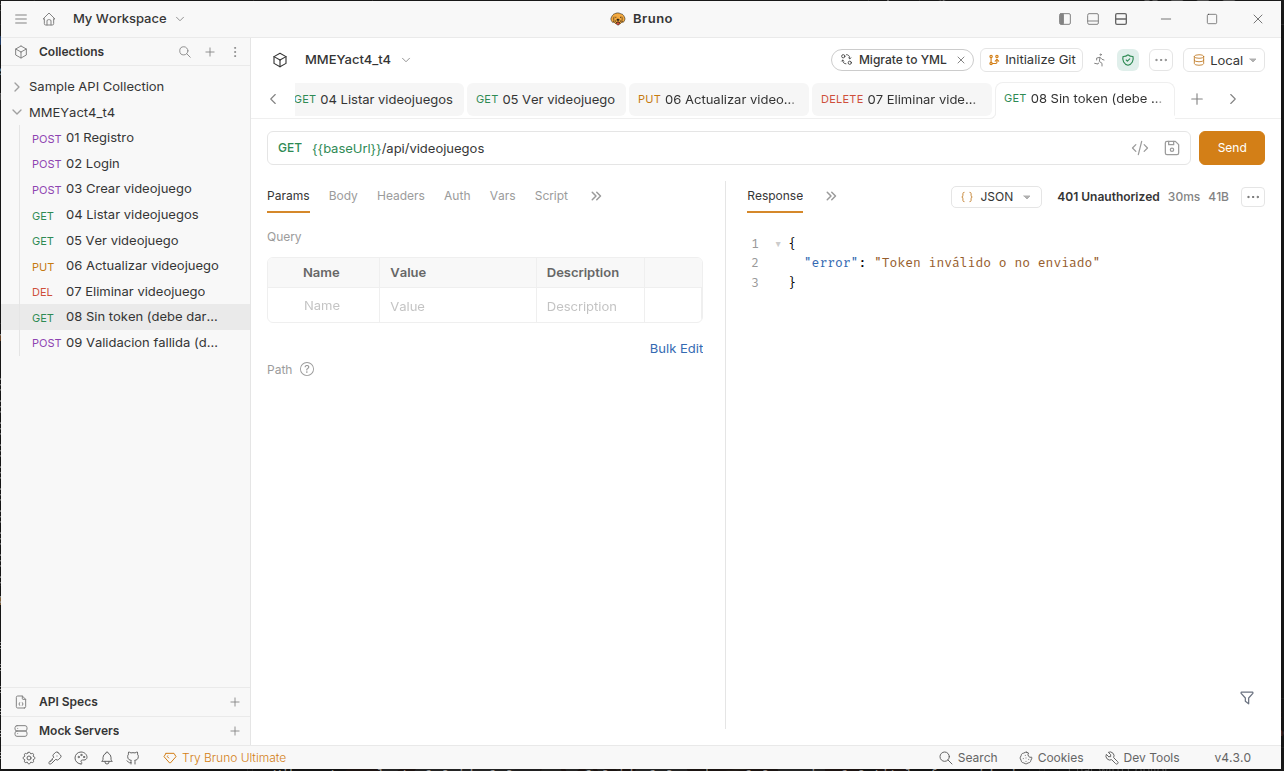 My Workspace
Bruno
Collections
MMEYact4_t4
Migrate to YML
Initialize Git
Local
Sample API Collection
MMEYact4_t4
POST 01 Registro
POST 02 Login
POST 03 Crear videojuego
GET 04 Listar videojuegos
GET 05 Ver videojuego
PUT 06 Actualizar videojuego
DEL 07 Eliminar videojuego
GET 08 Sin token (debe dar...
POST 09 Validacion fallida (d...
GET 04 Listar videojuegos
GET 05 Ver videojuego
PUT 06 Actualizar video...
DELETE 07 Eliminar vide...
GET 08 Sin token (debe ...
GET {{baseUrl}}/api/videojuegos
Send
Params Body Headers Auth Vars Script
Query
Name Value Description
Name Value Description
Bulk Edit
Path ?
Response
{ } JSON
401 Unauthorized 30ms 41B
1 {
2 "error": "Token inválido o no enviado"
3 }
API Specs
Mock Servers
Try Bruno Ultimate
Search
Cookies
Dev Tools
v4.3.0